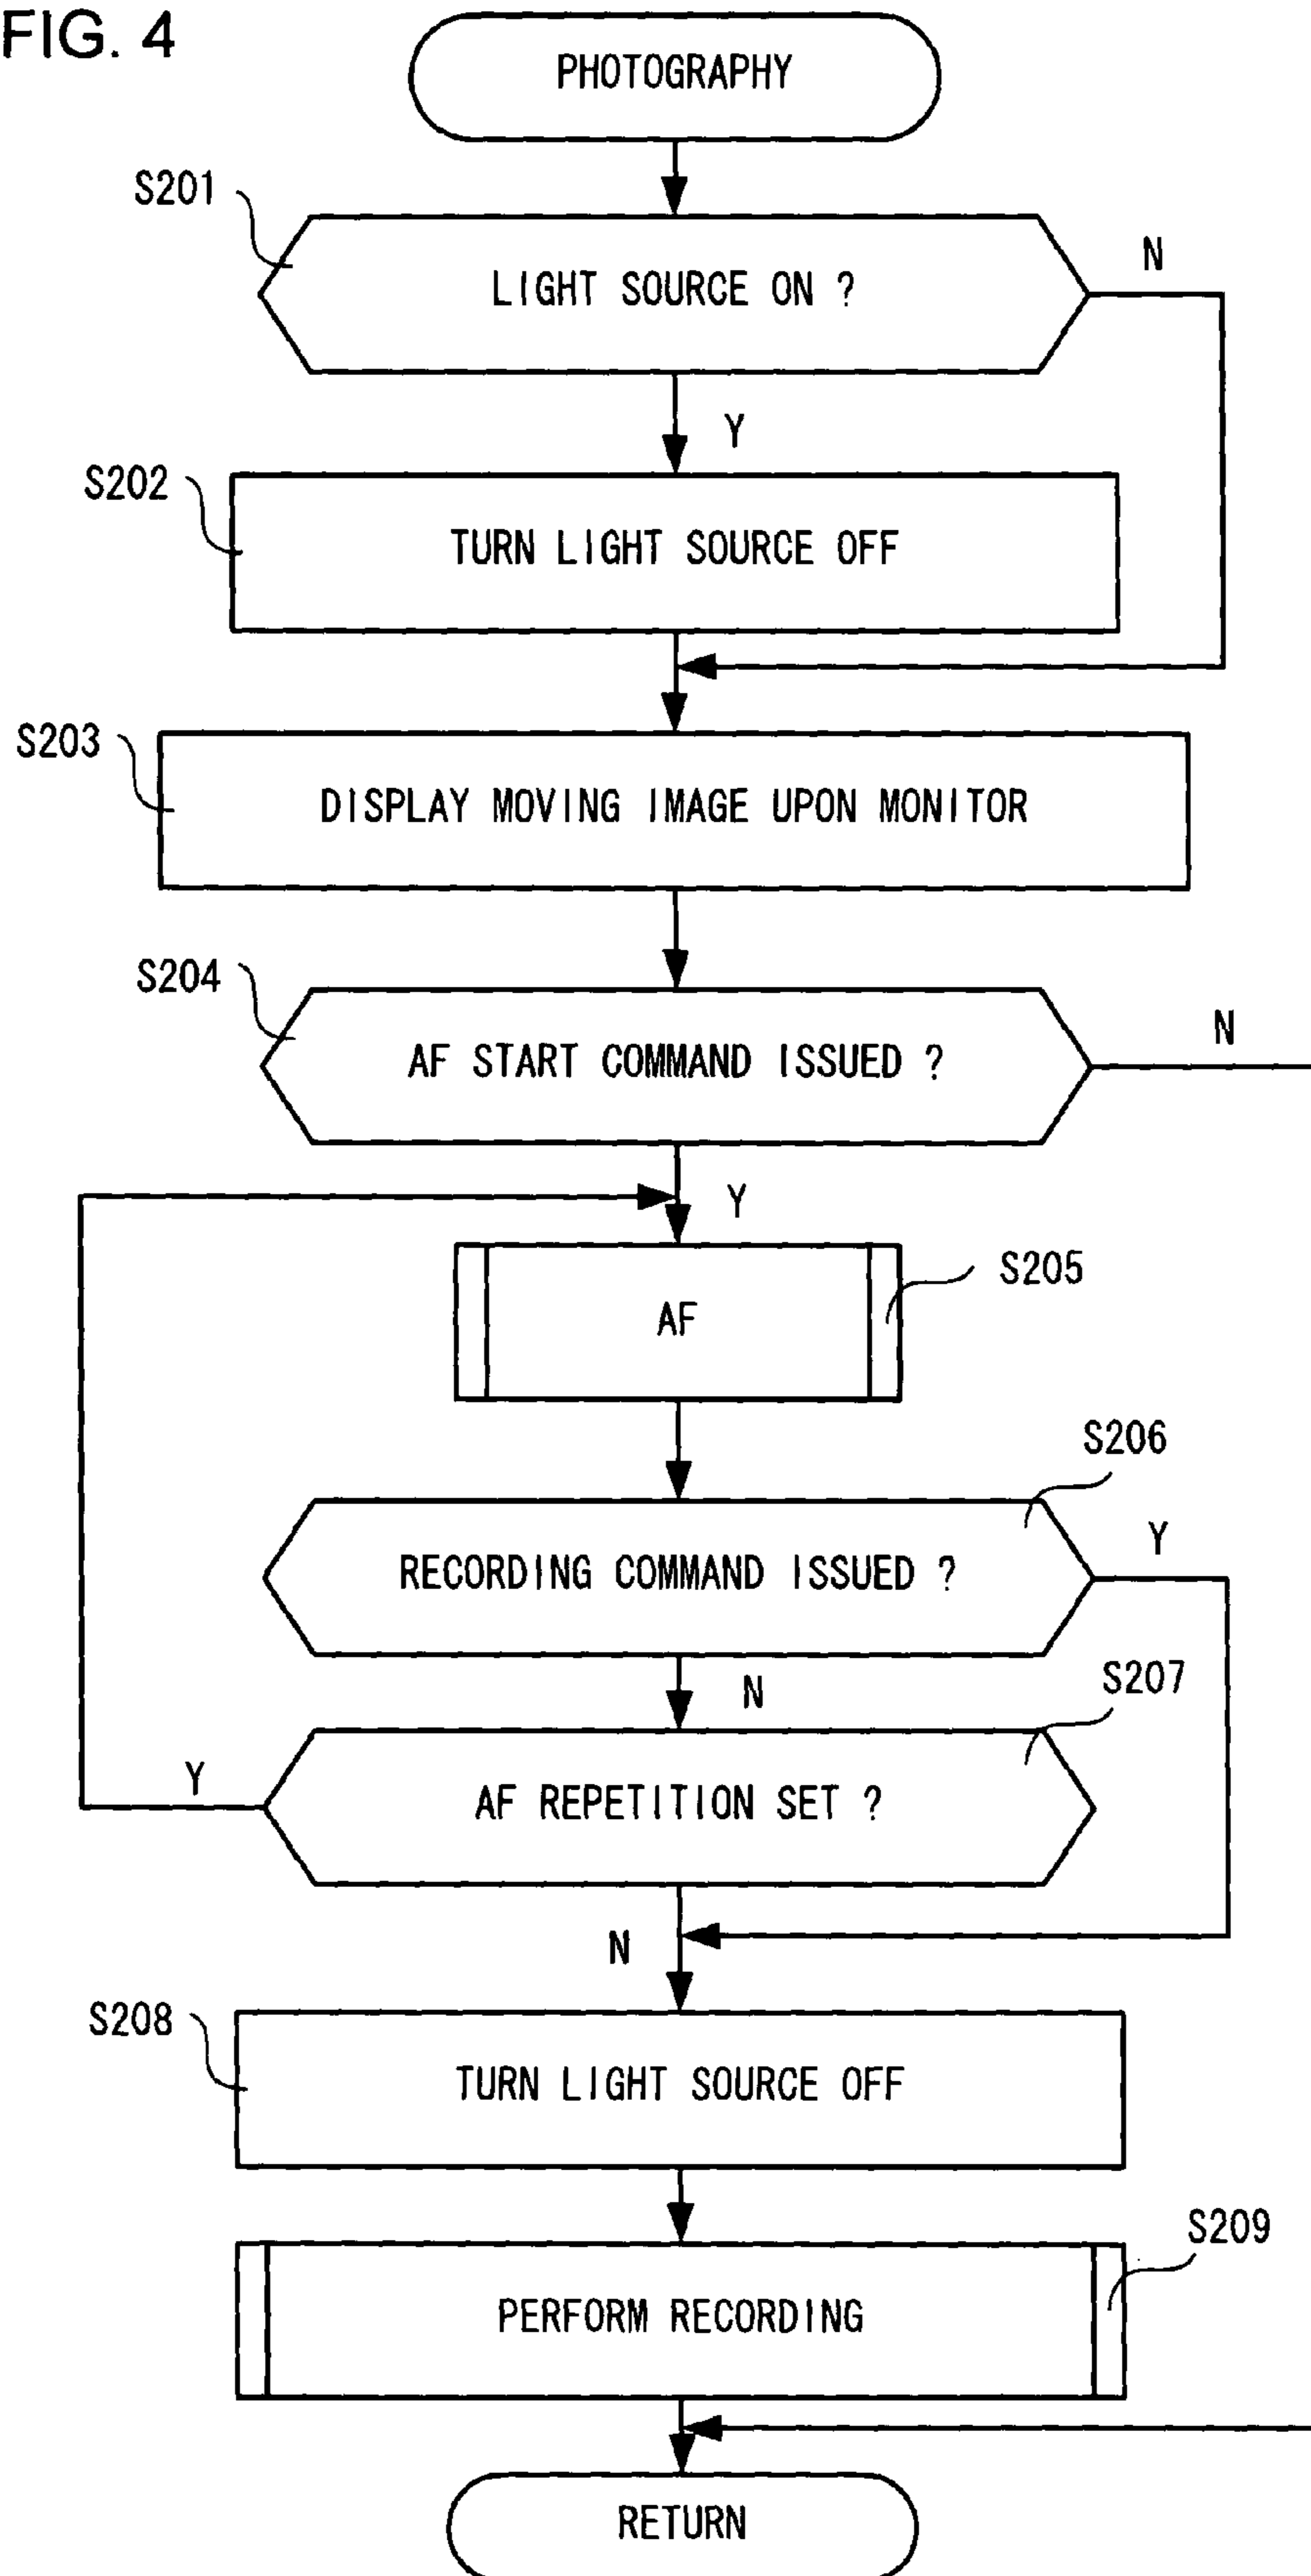 FIG. 4
PHOTOGRAPHY
S201
LIGHT SOURCE ON ?
N
Y
S202
TURN LIGHT SOURCE OFF
S203
DISPLAY MOVING IMAGE UPON MONITOR
S204
AF START COMMAND ISSUED ?
N
Y
AF
S205
S206
RECORDING COMMAND ISSUED ?
Y
N
S207
AF REPETITION SET ?
Y
N
S208
TURN LIGHT SOURCE OFF
S209
PERFORM RECORDING
RETURN